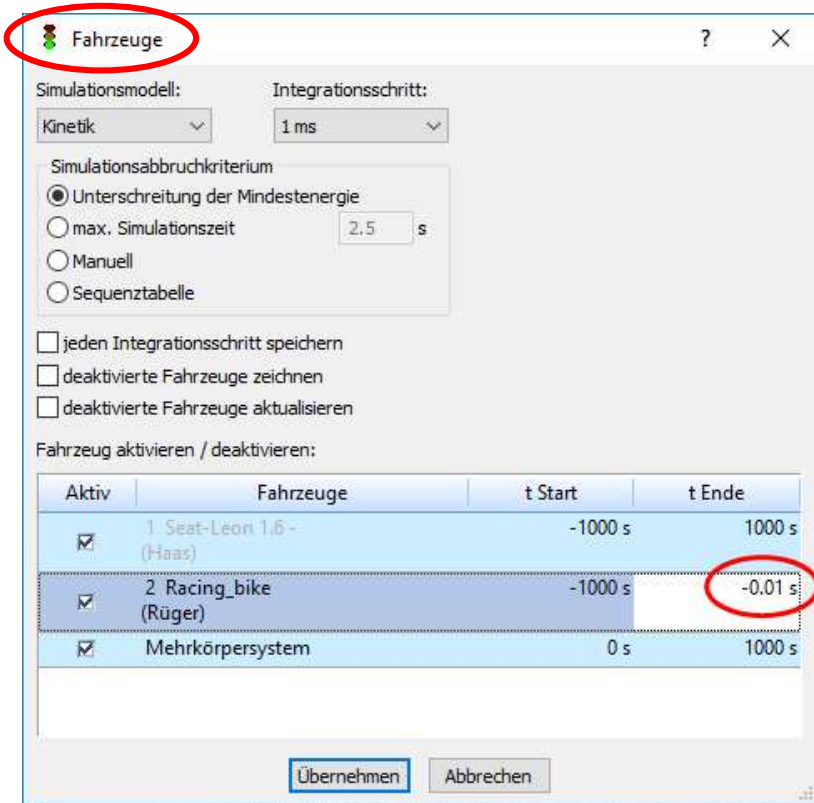 Fahrzeuge ?
Simulationsmodell: Integrationsschritt:
Kinetik 1 ms
Simulationsabbruchkriterium
Unterschreitung der Mindestenergie
max. Simulationszeit 2.5 s
Manuell
Sequenztabelle
jeden Integrationsschritt speichern
deaktivierte Fahrzeuge zeichnen
deaktivierte Fahrzeuge aktualisieren
Fahrzeug aktivieren / deaktivieren:
Aktiv Fahrzeuge t Start t Ende
1 Seat-Leon 1.6 - -1000 s 1000 s
(Haas)
2 Racing_bike -1000 s -0.01 s
(Rüger)
Mehrkörpersystem 0 s 1000 s
Übernehmen Abbrechen